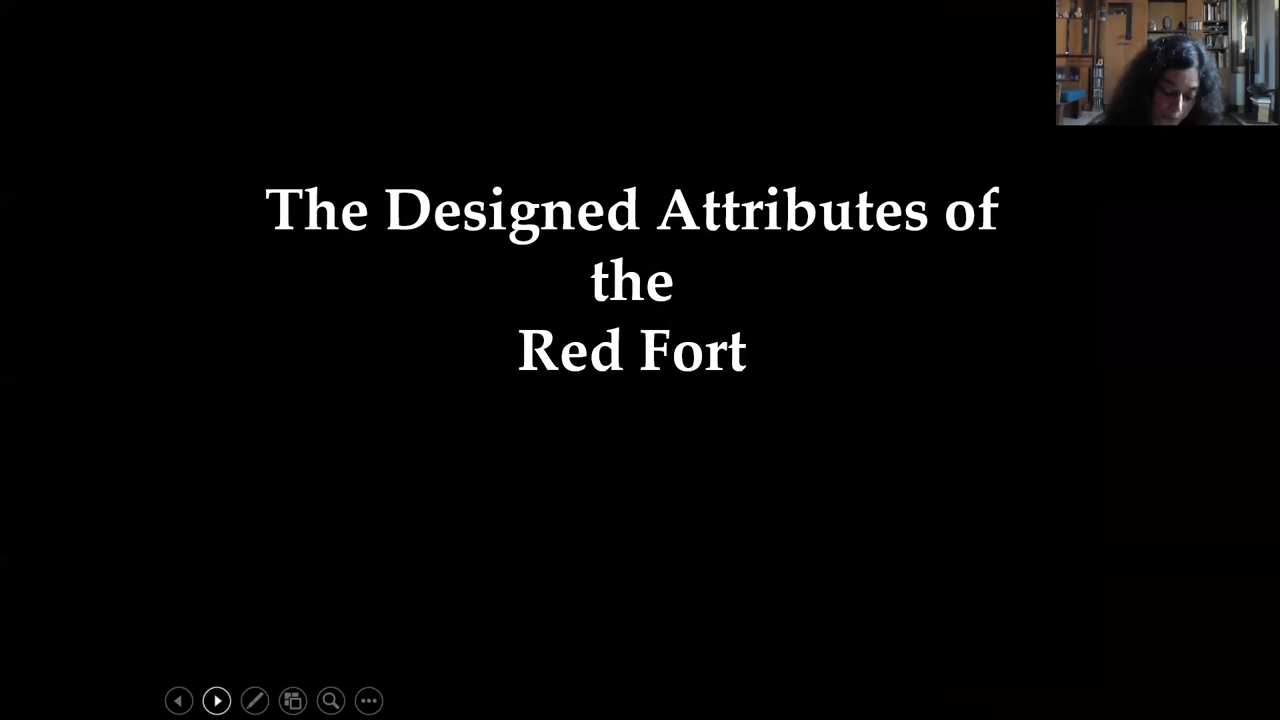 The Designed Attributes of
the
Red Fort